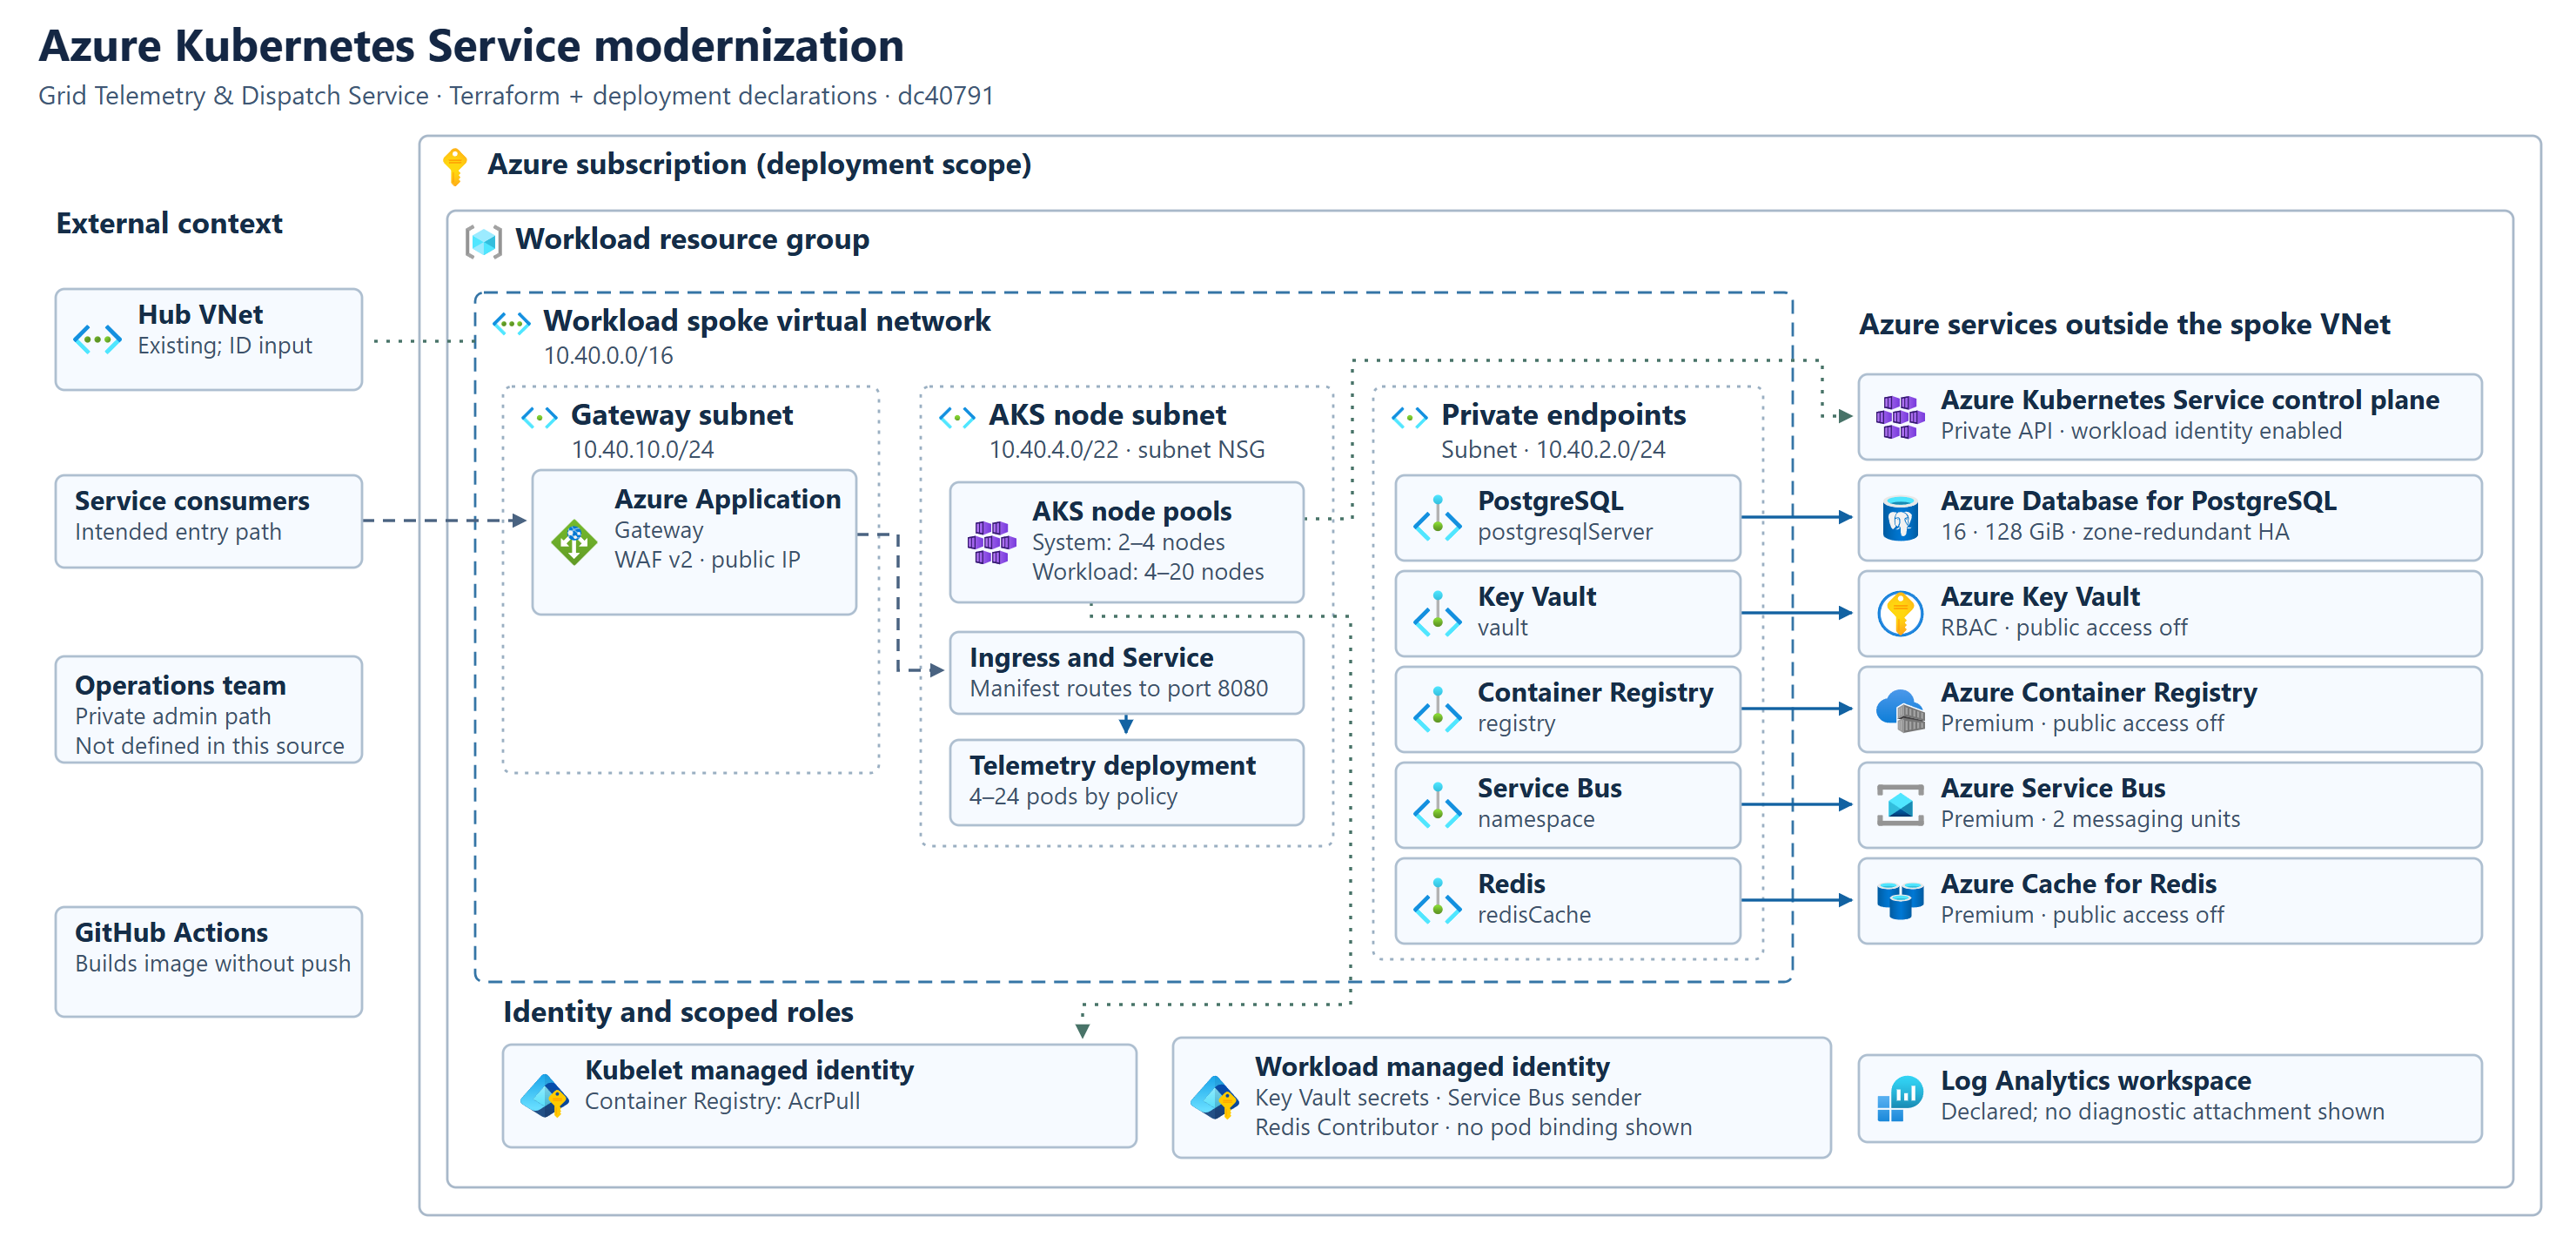 Azure Kubernetes Service modernization
Grid Telemetry & Dispatch Service · Terraform + deployment declarations · dc40791
Azure subscription (deployment scope)
External context
Workload resource group
Hub VNet
Existing; ID input
Service consumers
Intended entry path
Operations team
Private admin path
Not defined in this source
GitHub Actions
Builds image without push
Workload spoke virtual network
10.40.0.0/16
Gateway subnet
10.40.10.0/24
Azure Application
Gateway
WAF v2 · public IP
AKS node subnet
10.40.4.0/22 · subnet NSG
AKS node pools
System: 2–4 nodes
Workload: 4–20 nodes
Ingress and Service
Manifest routes to port 8080
Telemetry deployment
4–24 pods by policy
Private endpoints
Subnet · 10.40.2.0/24
PostgreSQL
postgresqlServer
Key Vault
vault
Container Registry
registry
Service Bus
namespace
Redis
redisCache
Azure services outside the spoke VNet
Azure Kubernetes Service control plane
Private API · workload identity enabled
Azure Database for PostgreSQL
16 · 128 GiB · zone-redundant HA
Azure Key Vault
RBAC · public access off
Azure Container Registry
Premium · public access off
Azure Service Bus
Premium · 2 messaging units
Azure Cache for Redis
Premium · public access off
Identity and scoped roles
Kubelet managed identity
Container Registry: AcrPull
Workload managed identity
Key Vault secrets · Service Bus sender
Redis Contributor · no pod binding shown
Log Analytics workspace
Declared; no diagnostic attachment shown